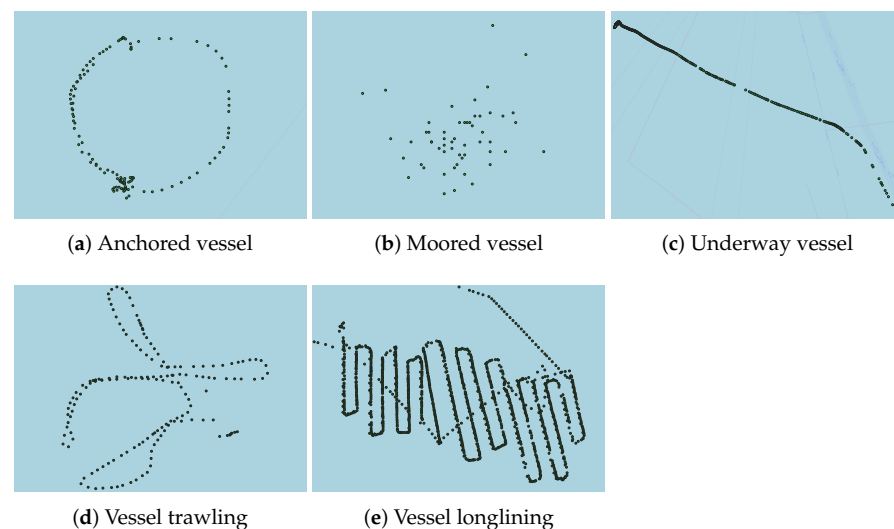 (a) Anchored vessel
(b) Moored vessel
(c) Underway vessel
(d) Vessel trawling
(e) Vessel longlining